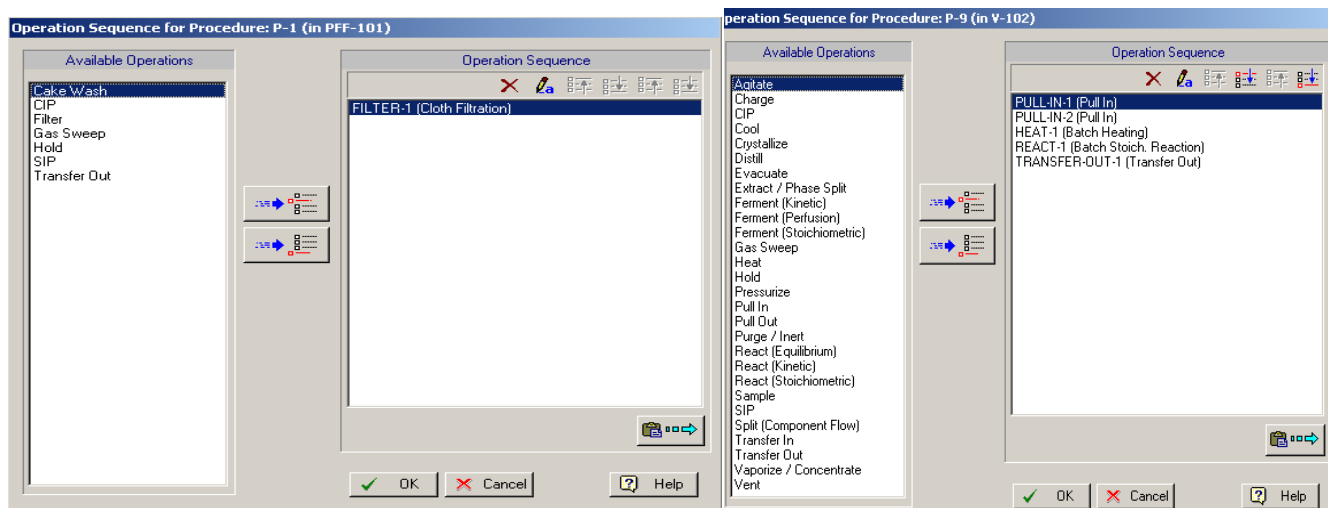 Operation Sequence for Procedure: P-1 (in PFF-101)
Available Operations
Cake Wash
CIP
Filter
Gas Sweep
Hold
SIP
Transfer Out
Operation Sequence
FILTER-1 (Cloth Filtration)
OK
Cancel
Help
peration Sequence for Procedure: P-9 (in V-102)
Available Operations
Agitate
Charge
CIP
Cool
Crystallize
Distill
Evacuate
Extract / Phase Split
Ferment (Kinetic)
Ferment (Perfusion)
Ferment (Stoichiometric)
Gas Sweep
Heat
Hold
Pressurize
Pull In
Pull Out
Purge / Inert
React (Equilibrium)
React (Kinetic)
React (Stoichiometric)
Sample
SIP
Split (Component Flow)
Transfer In
Transfer Out
Vaporize / Concentrate
Vent
Operation Sequence
PULL-IN-1 (Pull In)
PULL-IN-2 (Pull In)
HEAT-1 (Batch Heating)
REACT-1 (Batch Stoich. Reaction)
TRANSFER-OUT-1 (Transfer Out)
OK
Cancel
Help